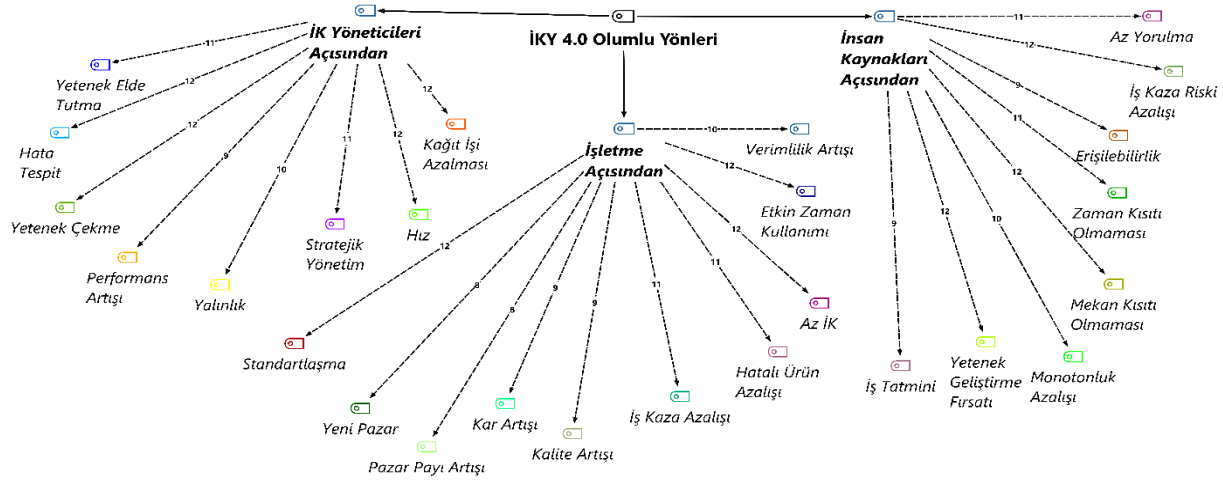 İKY 4.0 Olumlu Yönleri
İK Yöneticileri
Açısından
11
Yetenek Elde
Tutma
12
Hata
Tespit
12
Yetenek Çekme
9
Performans
Artışı
10
Yalınlık
11
Stratejik
Yönetim
12
Hız
12
Kağıt İşi
Azalması
İşletme
Açısından
10
Verimlilik Artışı
12
Etkin Zaman
Kullanımı
12
Az İK
11
Hatalı Ürün
Azalışı
11
İş Kaza Azalışı
9
Kalite Artışı
9
Kar Artışı
8
Pazar Payı Artışı
8
Yeni Pazar
12
Standartlaşma
İnsan
Kaynakları
Açısından
11
Az Yorulma
12
İş Kaza Riski
Azalışı
9
Erişilebilirlik
11
Zaman Kısıtı
Olmaması
12
Mekan Kısıtı
Olmaması
10
Monotonluk
Azalışı
12
Yetenek
Geliştirme
Fırsatı
9
İş Tatmini